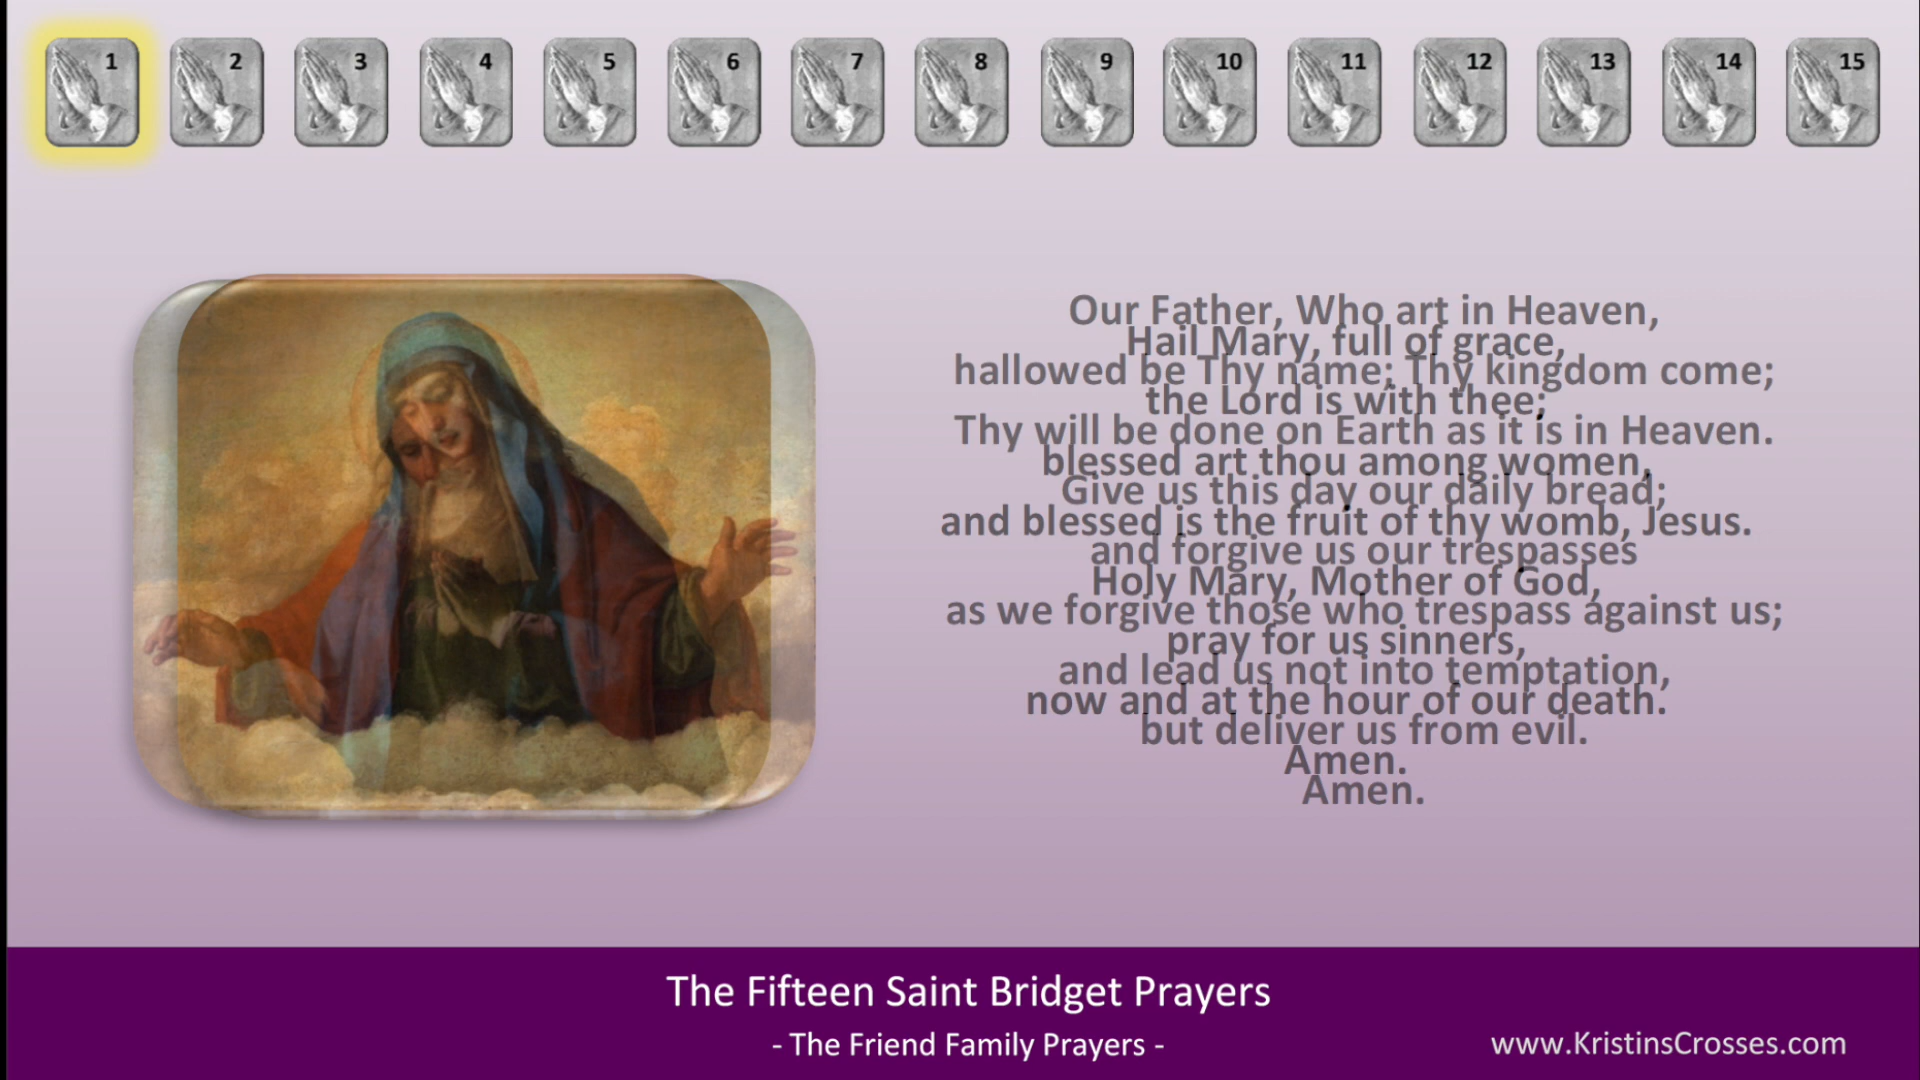 1 2 3 4 5 6 7 8 9 10 11 12 13 14 15
Our Father, Who art in Heaven,
hallowed be Thy name; Thy kingdom come;
Thy will be done on Earth as it is in Heaven.
Give us this day our daily bread;
and forgive us our trespasses
as we forgive those who trespass against us;
and lead us not into temptation,
but deliver us from evil.
Amen.
Hail Mary, full of grace,
the Lord is with thee;
blessed art thou among women,
and blessed is the fruit of thy womb, Jesus.
Holy Mary, Mother of God,
pray for us sinners,
now and at the hour of our death.
Amen.
The Fifteen Saint Bridget Prayers
- The Friend Family Prayers -
www.KristinsCrosses.com